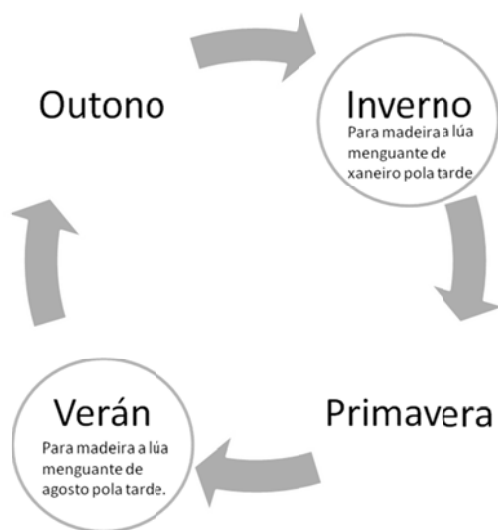 Outono
Inverno
Para madeira a lúa
menguante de
xaneiro pola tarde
Verán
Para madeira a lúa
menguante de
agosto pola tarde.
Primavera